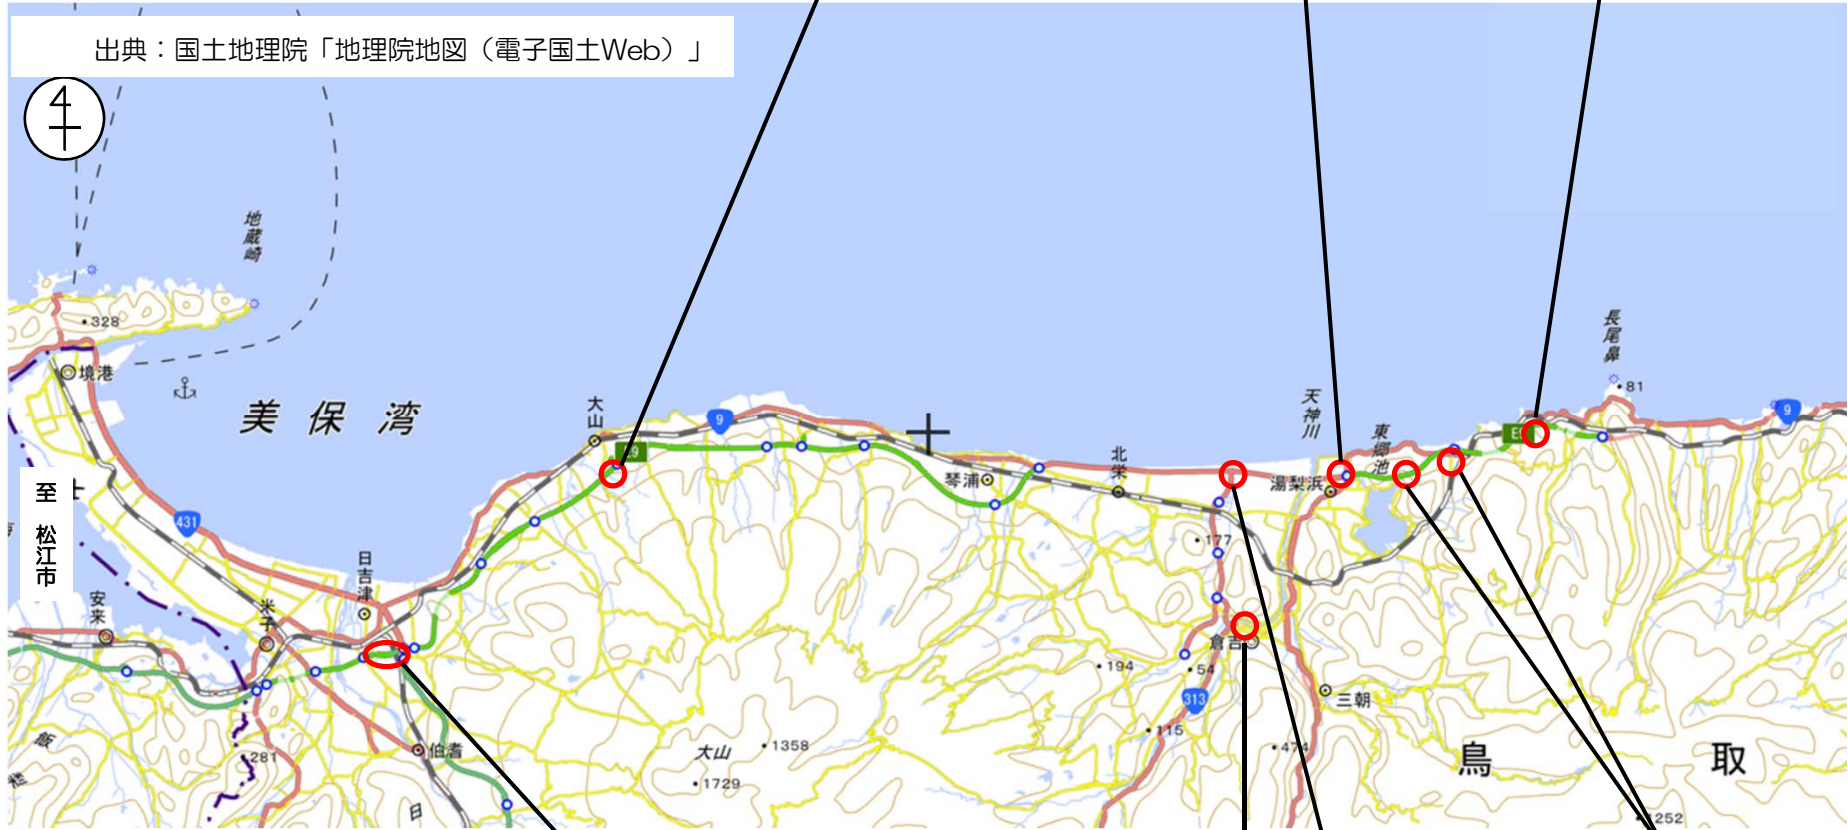 出典：国土地理院「地理院地図（電子国土Web）」
地蔵崎
328
境港
美保湾
長尾鼻
81
大山
9
9
天神川
東郷池
北栄
琴浦
湯梨浜
至 松江市
431
177
日吉津
安来
米子
倉吉
194
54
313
三朝
伯耆
281
大山
1358
1729
115
474
鳥取
日
飯
1252